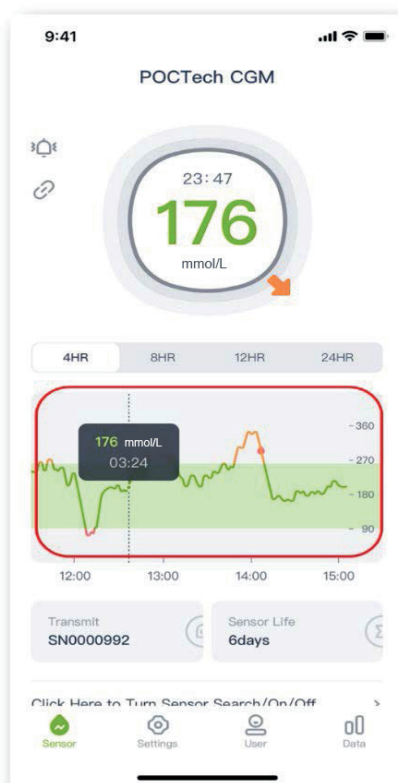 9:41
POCTech CGM
23:47
176
mmol/L
4HR 8HR 12HR 24HR
176 mmol/L
03:24
- 360
- 270
- 180
- 90
12:00 13:00 14:00 15:00
Transmit
SN0000992
Sensor Life
6days
Click Here to Turn Sensor Search/On/Off >
Sensor Settings User Data